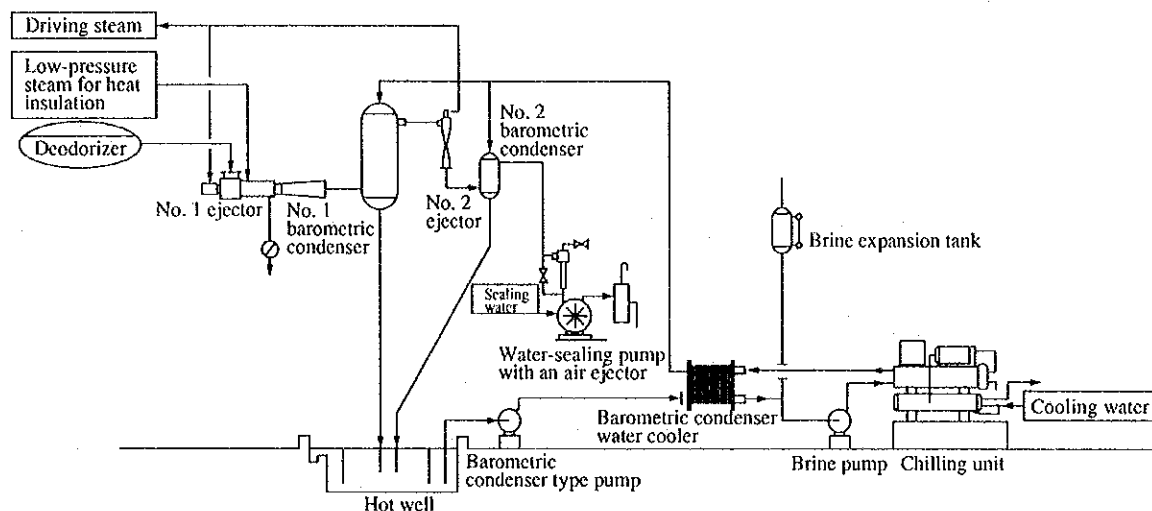 Driving steam
Low-pressure
steam for heat
insulation
Deodorizer
No. 1 ejector
No. 1
barometric
condenser
No. 2
ejector
No. 2
barometric
condenser
Sealing
water
Water-sealing pump
with an air ejector
Brine expansion tank
Barometric condenser
water cooler
Cooling water
Barometric
condenser type pump
Brine pump
Chilling unit
Hot well